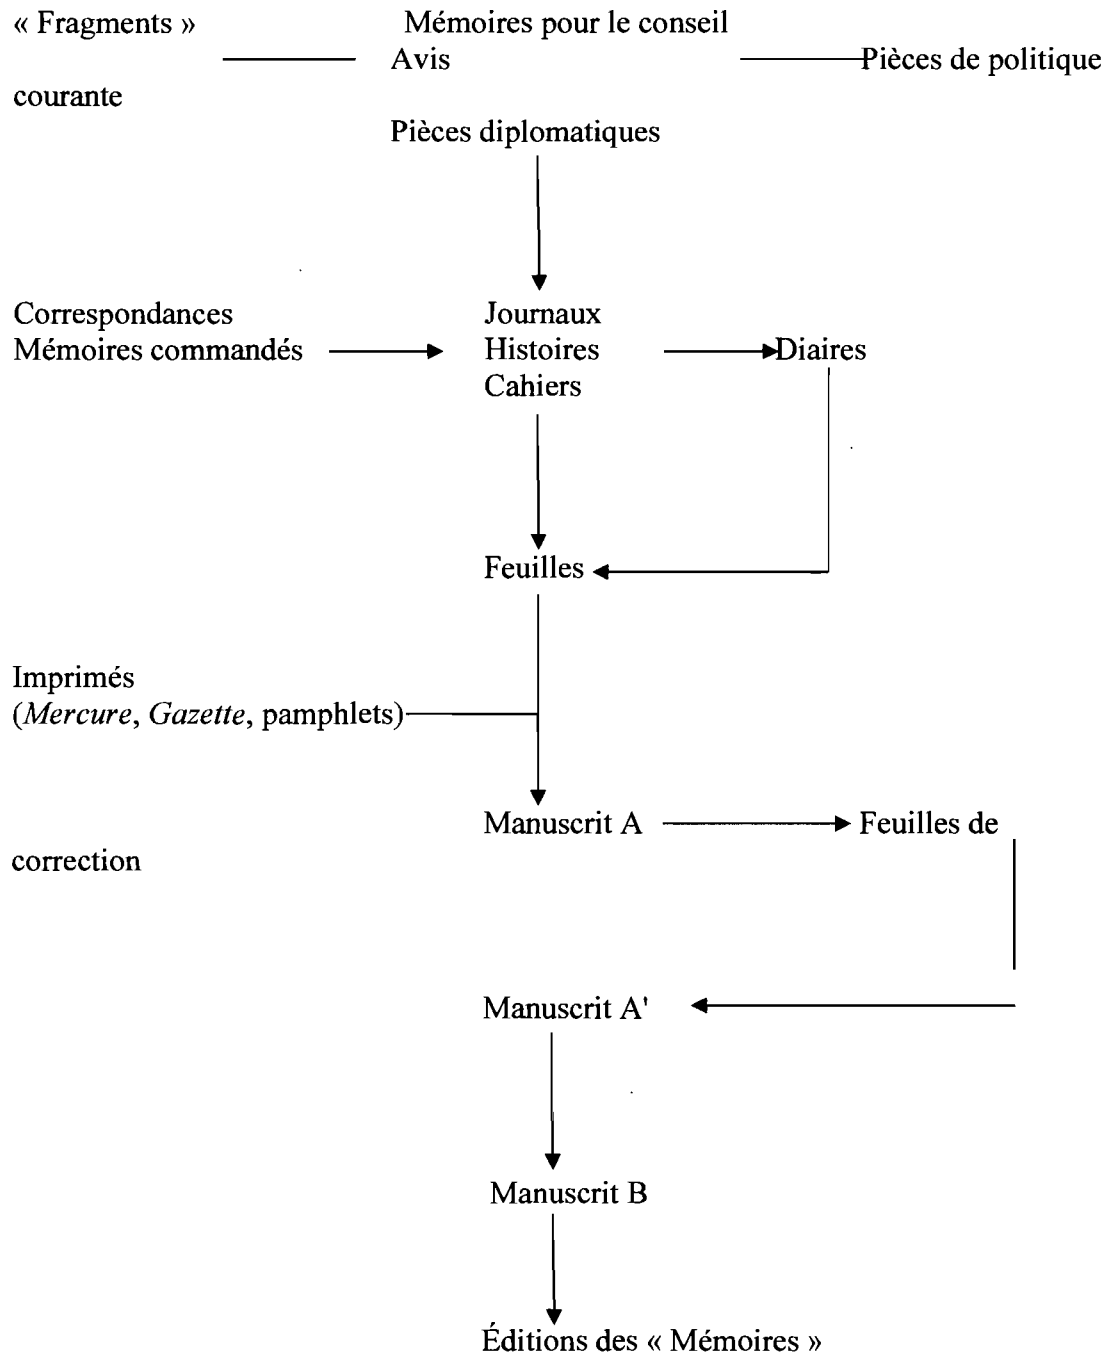 « Fragments » Mémoires pour le conseil
Avis Pièces de politique
courante
Pièces diplomatiques
Correspondances Journaux
Mémoires commandés Histoires Diaires
Cahiers
Feuilles
Imprimés
(Mercure, Gazette, pamphlets)
Manuscrit A Feuilles de
correction
Manuscrit A'
Manuscrit B
Éditions des « Mémoires »